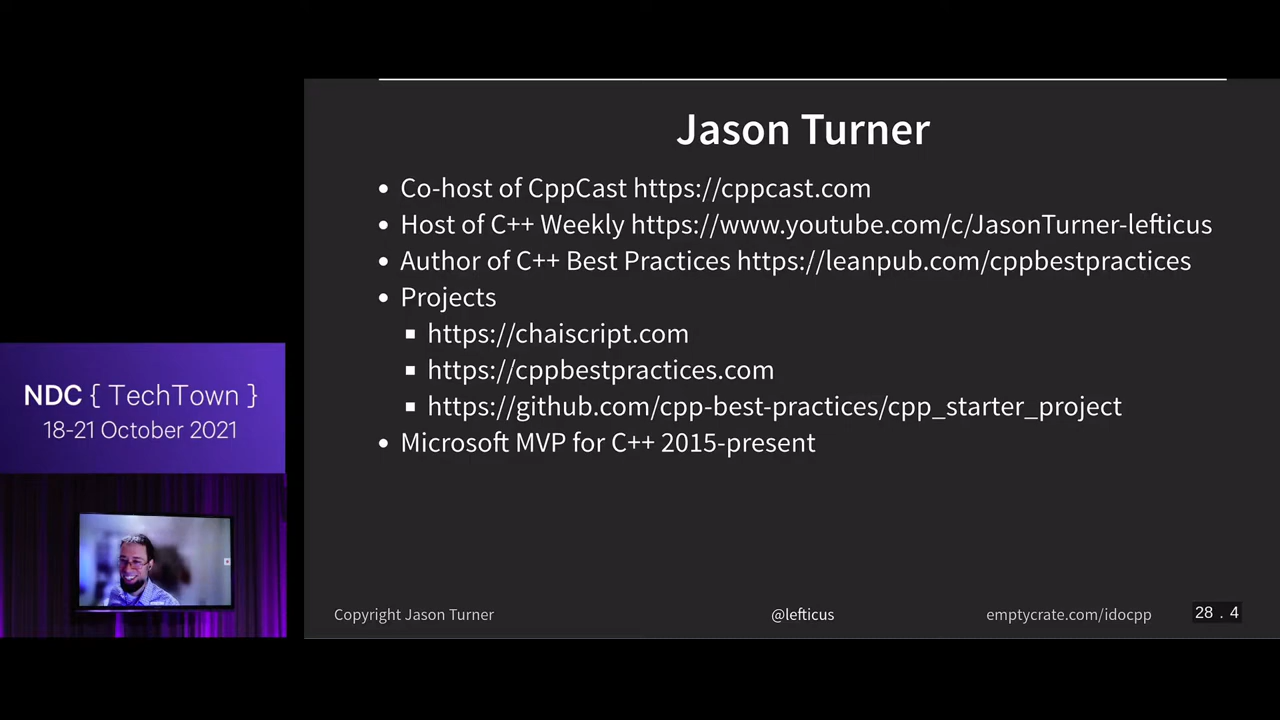 Jason Turner
Co-host of CppCast https://cppcast.com
Host of C++ Weekly https://www.youtube.com/c/JasonTurner-lefticus
Author of C++ Best Practices https://leanpub.com/cppbestpractices
Projects
https://chaiscript.com
https://cppbestpractices.com
https://github.com/cpp-best-practices/cpp_starter_project
Microsoft MVP for C++ 2015-present
NDC { TechTown }
18-21 October 2021
Copyright Jason Turner
@lefticus
emptycrate.com/idocpp
28 . 4